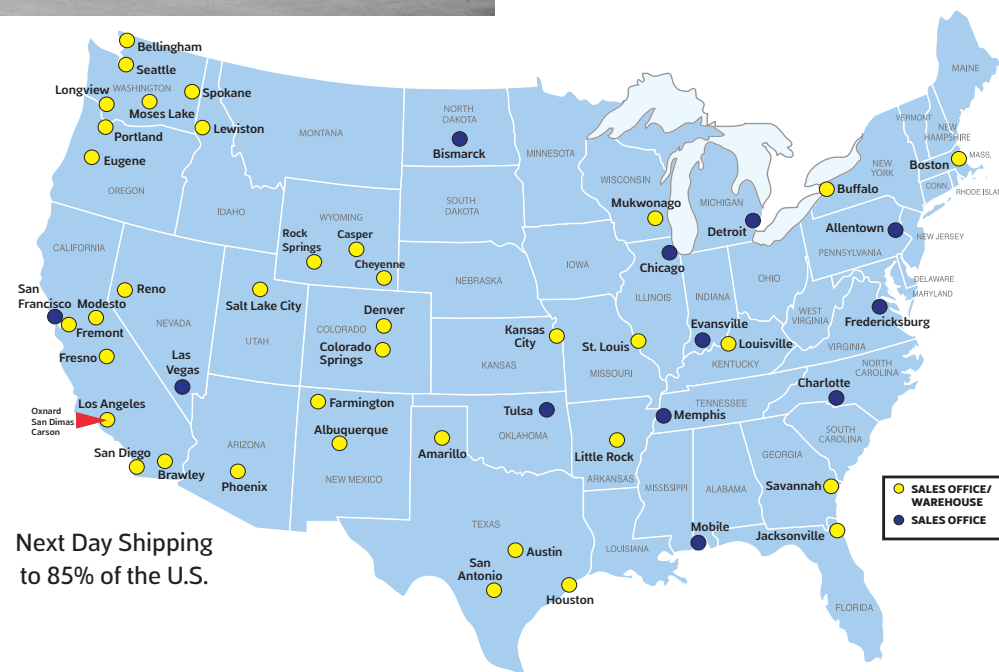 Bellingham
Seattle
Longview
WASHINGTON
Spokane
Moses Lake
Lewiston
Portland
Eugene
OREGON
IDAHO
MONTANA
NORTH
DAKOTA
Bismarck
MINNESOTA
SOUTH
DAKOTA
WYOMING
Rock
Springs
Casper
Cheyenne
NEBRASKA
IOWA
WISCONSIN
Mukwonago
MICHIGAN
Detroit
Chicago
ILLINOIS
INDIANA
OHIO
MAINE
VERMONT
NEW
HAMPSHIRE
Boston
MASS.
NEW
YORK
CONN.
RHODE ISLAN
Buffalo
Allentown
NEW JERSEY
PENNSYLVANIA
DELAWARE
MARYLAND
WEST
VIRGINIA
Fredericksburg
VIRGINIA
CALIFORNIA
San
Francisco
Modesto
Reno
Fremont
NEVADA
Fresno
Las
Vegas
Salt Lake City
UTAH
Denver
COLORADO
Colorado
Springs
KANSAS
Kansas
City
St. Louis
MISSOURI
Evansville
Louisville
KENTUCKY
NORTH
CAROLINA
Charlotte
Los Angeles
Oxnard
San Dimas
Carson
San Diego
Brawley
ARIZONA
Phoenix
Farmington
Albuquerque
NEW MEXICO
Amarillo
Tulsa
OKLAHOMA
Little Rock
ARKANSAS
Memphis
TENNESSEE
MISSISSIPPI
ALABAMA
GEORGIA
SOUTH
CAROLINA
Savannah
Jacksonville
Mobile
LOUISIANA
TEXAS
Austin
San
Antonio
Houston
FLORIDA
SALES OFFICE/
WAREHOUSE
SALES OFFICE
Next Day Shipping
to 85% of the U.S.